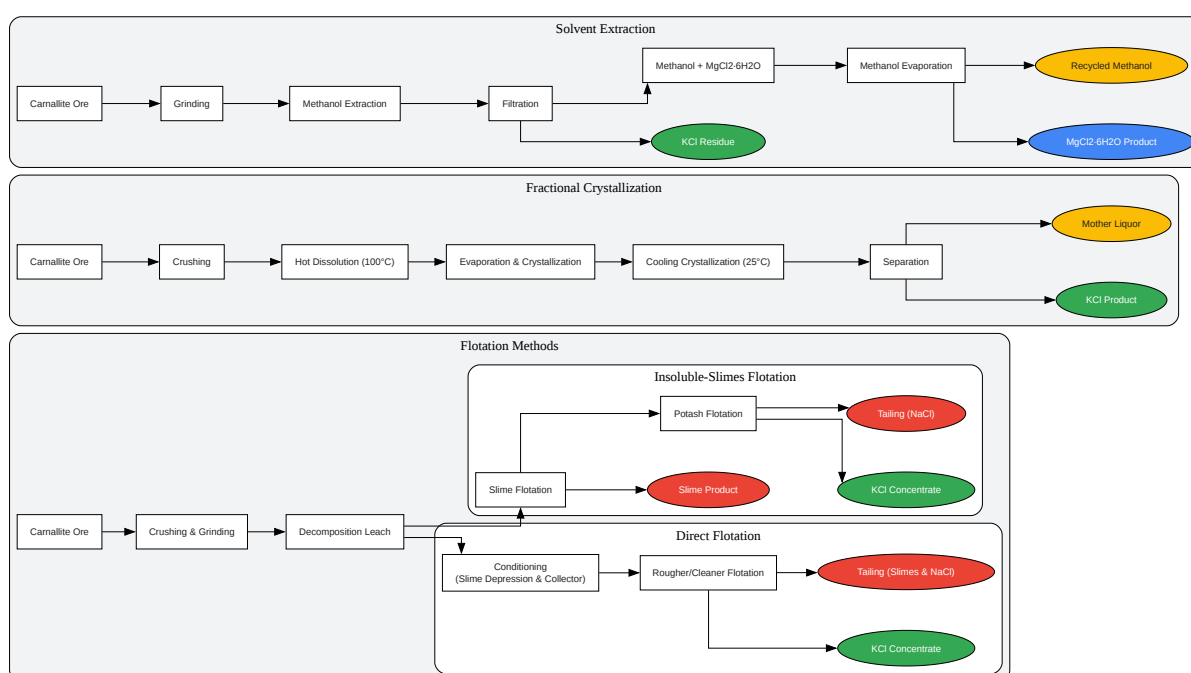 Solvent Extraction
Carnallite Ore
Grinding
Methanol Extraction
Filtration
Methanol + MgCl2·6H2O
Methanol Evaporation
Recycled Methanol
KCl Residue
MgCl2·6H2O Product
Fractional Crystallization
Carnallite Ore
Crushing
Hot Dissolution (100°C)
Evaporation & Crystallization
Cooling Crystallization (25°C)
Separation
Mother Liquor
KCl Product
Flotation Methods
Carnallite Ore
Crushing & Grinding
Decomposition Leach
Insoluble-Slimes Flotation
Slime Flotation
Potash Flotation
Tailing (NaCl)
Slime Product
KCl Concentrate
Direct Flotation
Conditioning
(Slime Depression & Collector)
Rougher/Cleaner Flotation
Tailing (Slimes & NaCl)
KCl Concentrate